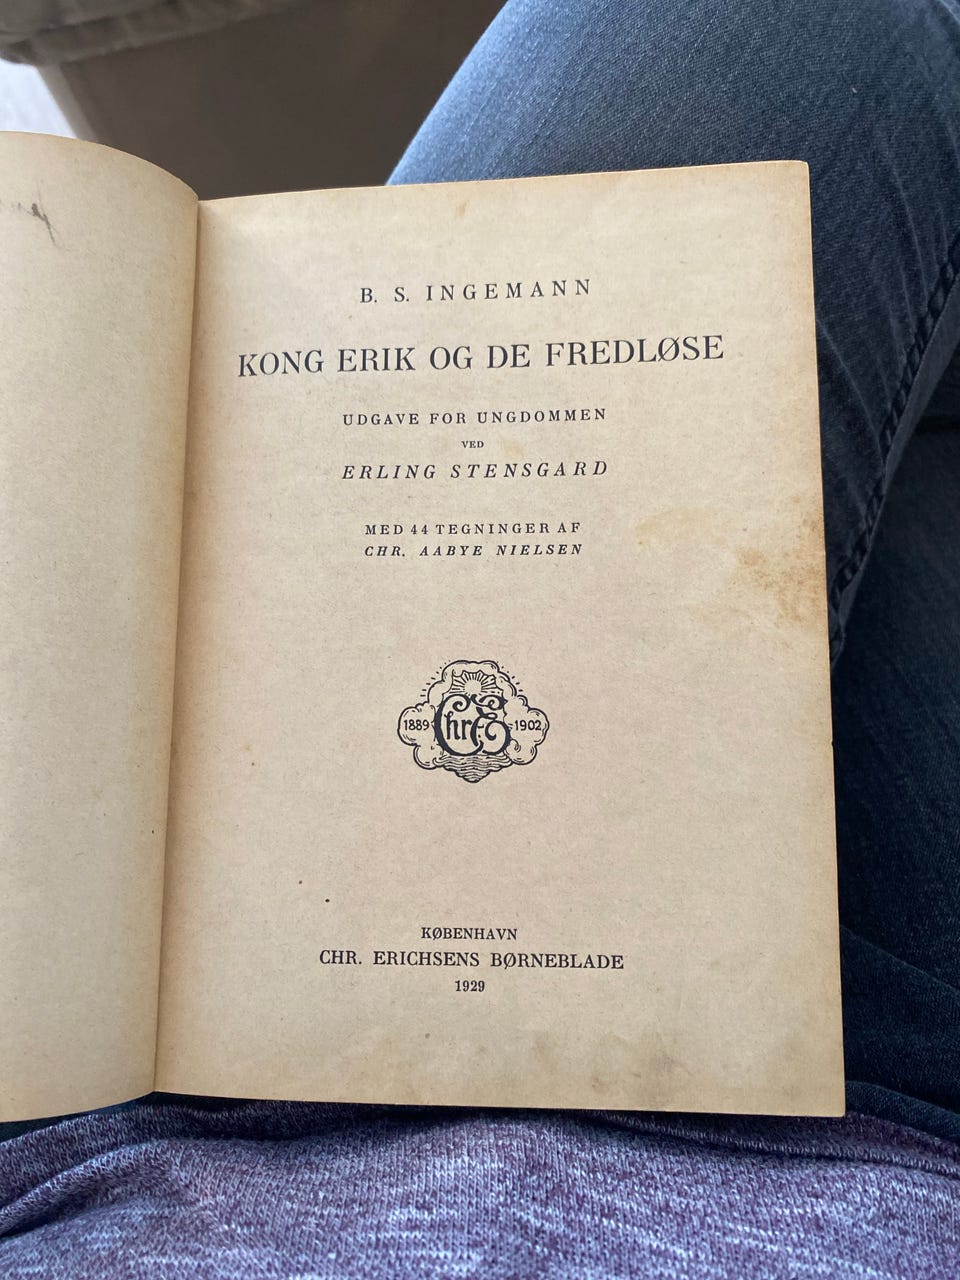 B. S. INGEMANN
KONG ERIK OG DE FREDLØSE
UDGAVE FOR UNGDOMMEN
VED
ERLING STENSGARD
MED 44 TEGNINGER AF
CHR. AABYE NIELSEN
1889 Chr. E 1902
KØBENHAVN
CHR. ERICHSENS BØRNEBLADE
1929